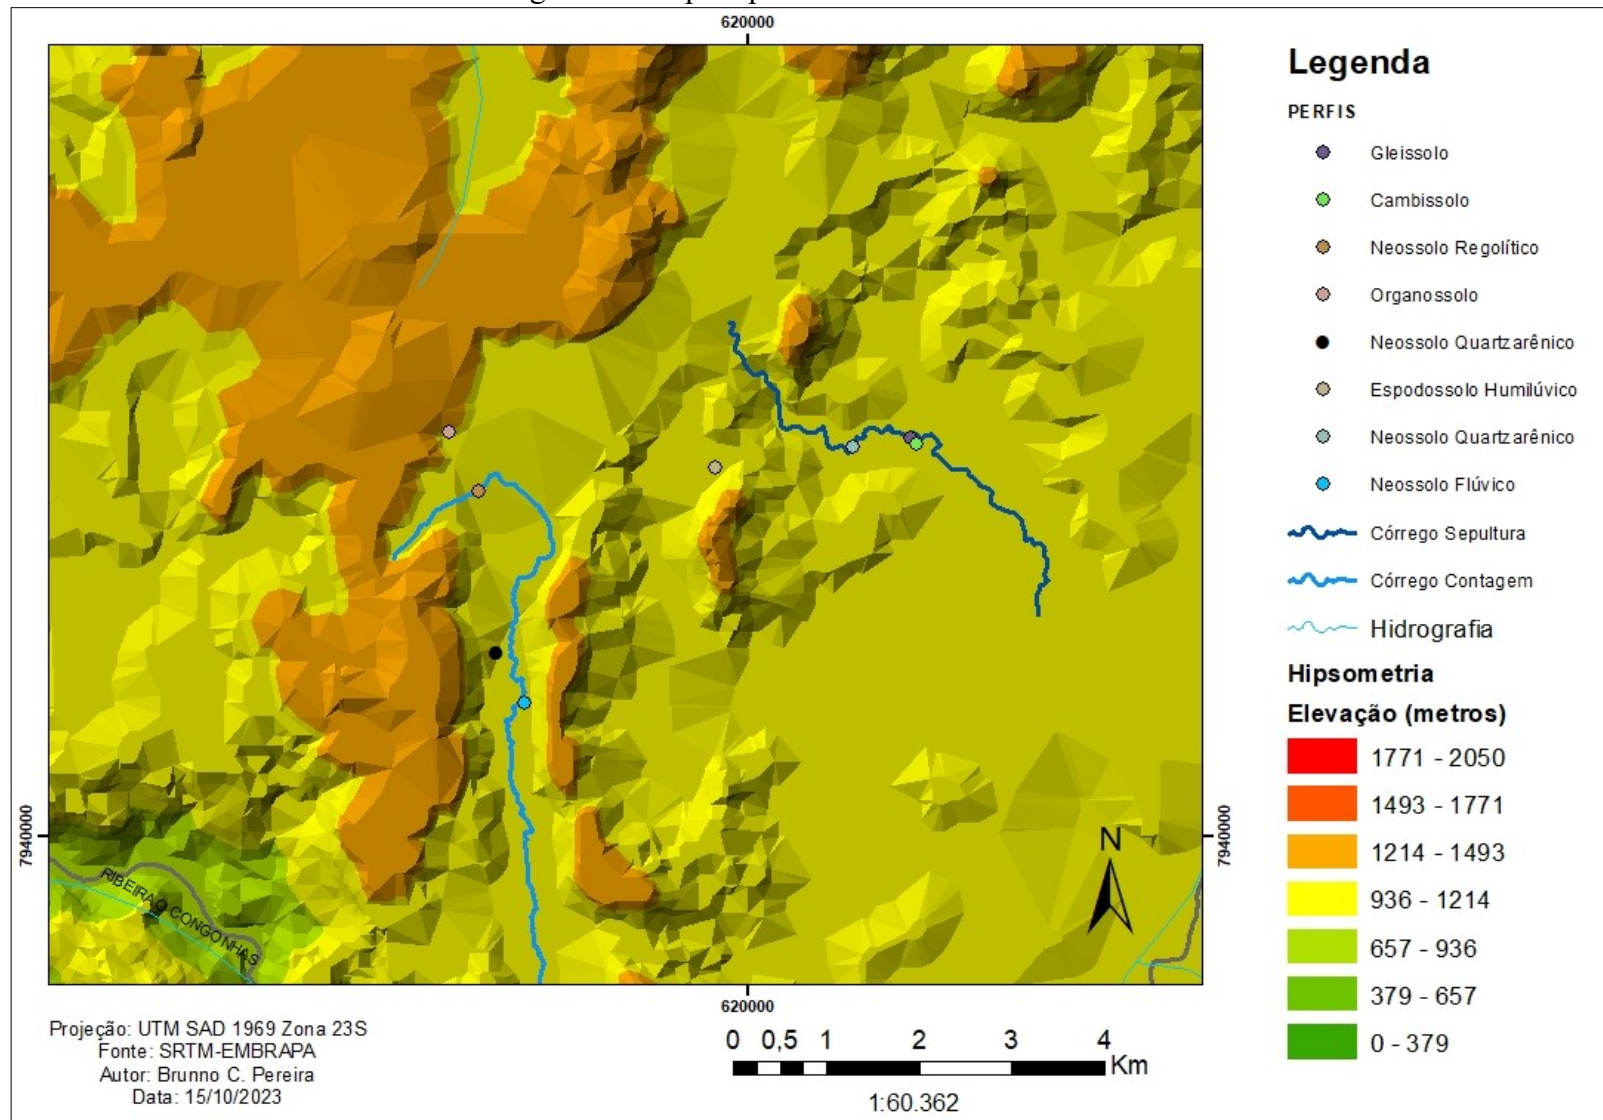 620000
7940000
7940000
620000
RIBEIRAO CONGONHAS
N
Legenda
PERFIS
Gleissolo
Cambissolo
Neossolo Regolítico
Organossolo
Neossolo Quartzarênico
Espodossolo Humilúvico
Neossolo Quartzarênico
Neossolo Flúvico
Córrego Sepultura
Córrego Contagem
Hidrografia
Hipsometria
Elevação (metros)
1771 - 2050
1493 - 1771
1214 - 1493
936 - 1214
657 - 936
379 - 657
0 - 379
Projeção: UTM SAD 1969 Zona 23S
Fonte: SRTM-EMBRAPA
Autor: Brunno C. Pereira
Data: 15/10/2023
0 0,5 1 2 3 4
Km
1:60.362